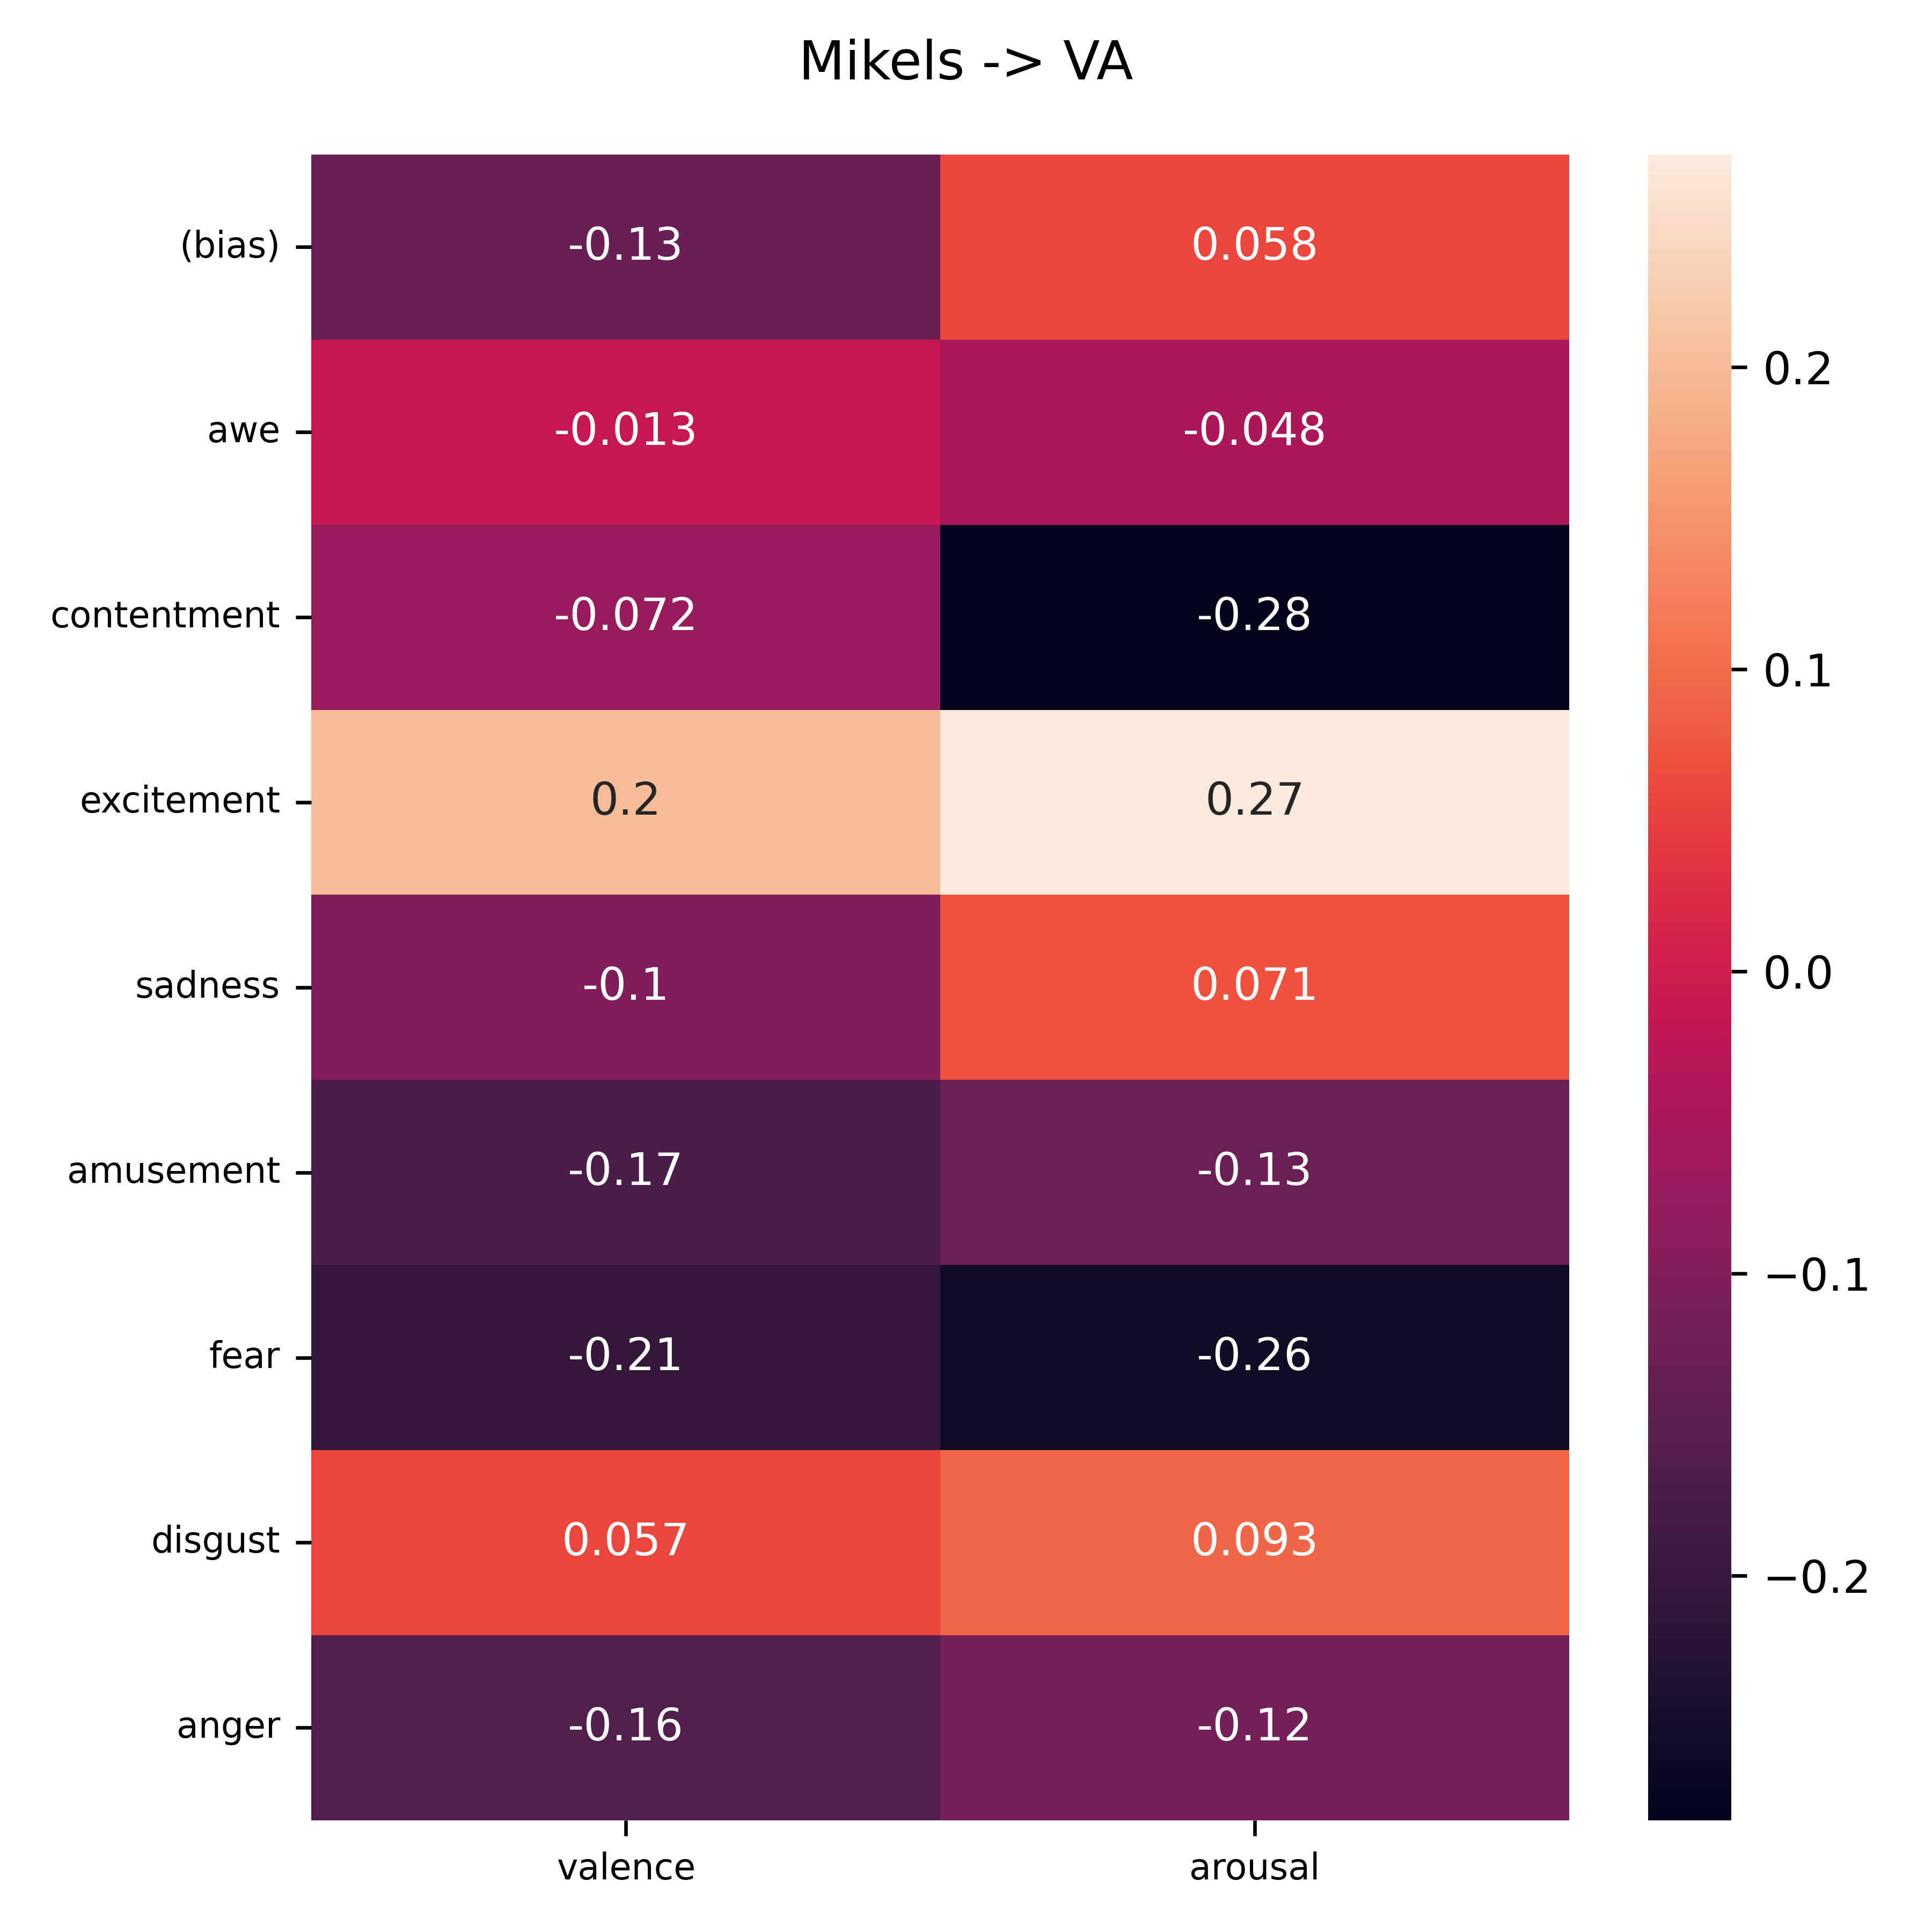 Mikels -> VA
(bias) -0.13 0.058
awe -0.013 -0.048
contentment -0.072 -0.28
excitement 0.2 0.27
sadness -0.1 0.071
amusement -0.17 -0.13
fear -0.21 -0.26
disgust 0.057 0.093
anger -0.16 -0.12
valence arousal
0.2
0.1
0.0
−0.1
−0.2